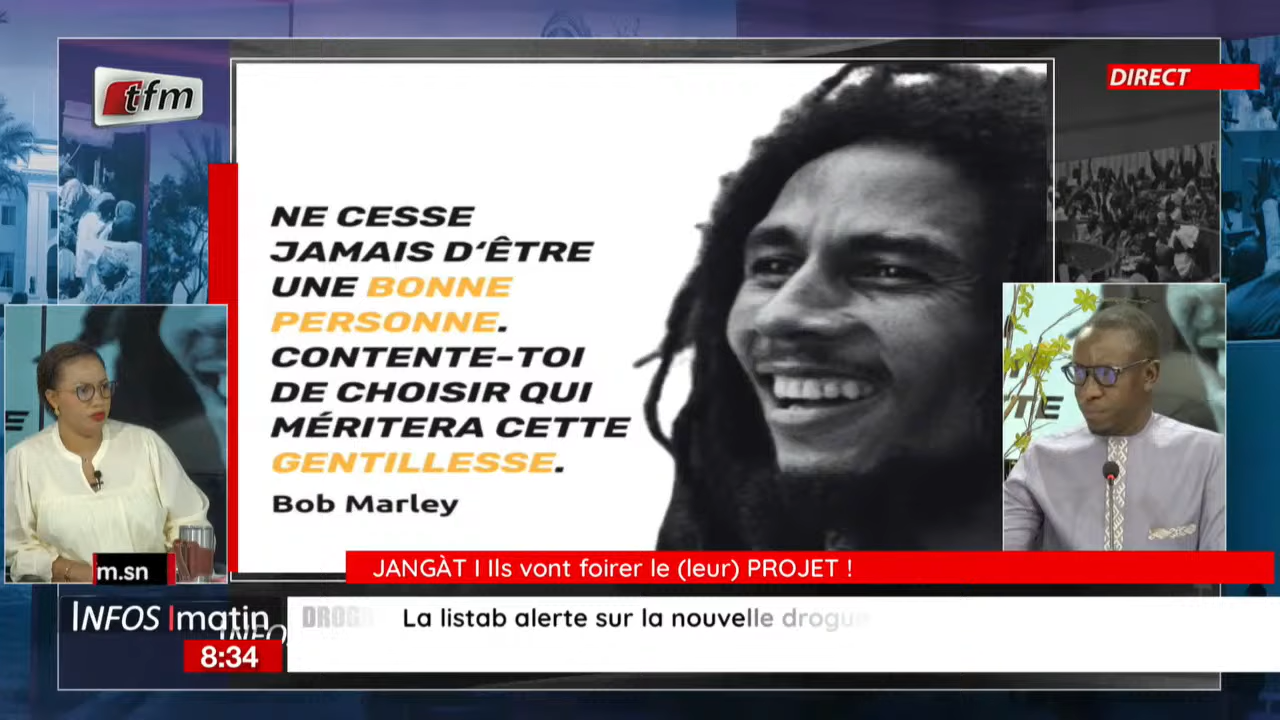 tfm
DIRECT
NE CESSE
JAMAIS D'ÊTRE
UNE BONNE
PERSONNE.
CONTENTE-TOI
DE CHOISIR QUI
MÉRITERA CETTE
GENTILLESSE.
Bob Marley
m.sn
JANGÀT I Ils vont foirer le (leur) PROJET !
INFOS matin
8:34
La listab alerte sur la nouvelle drogue